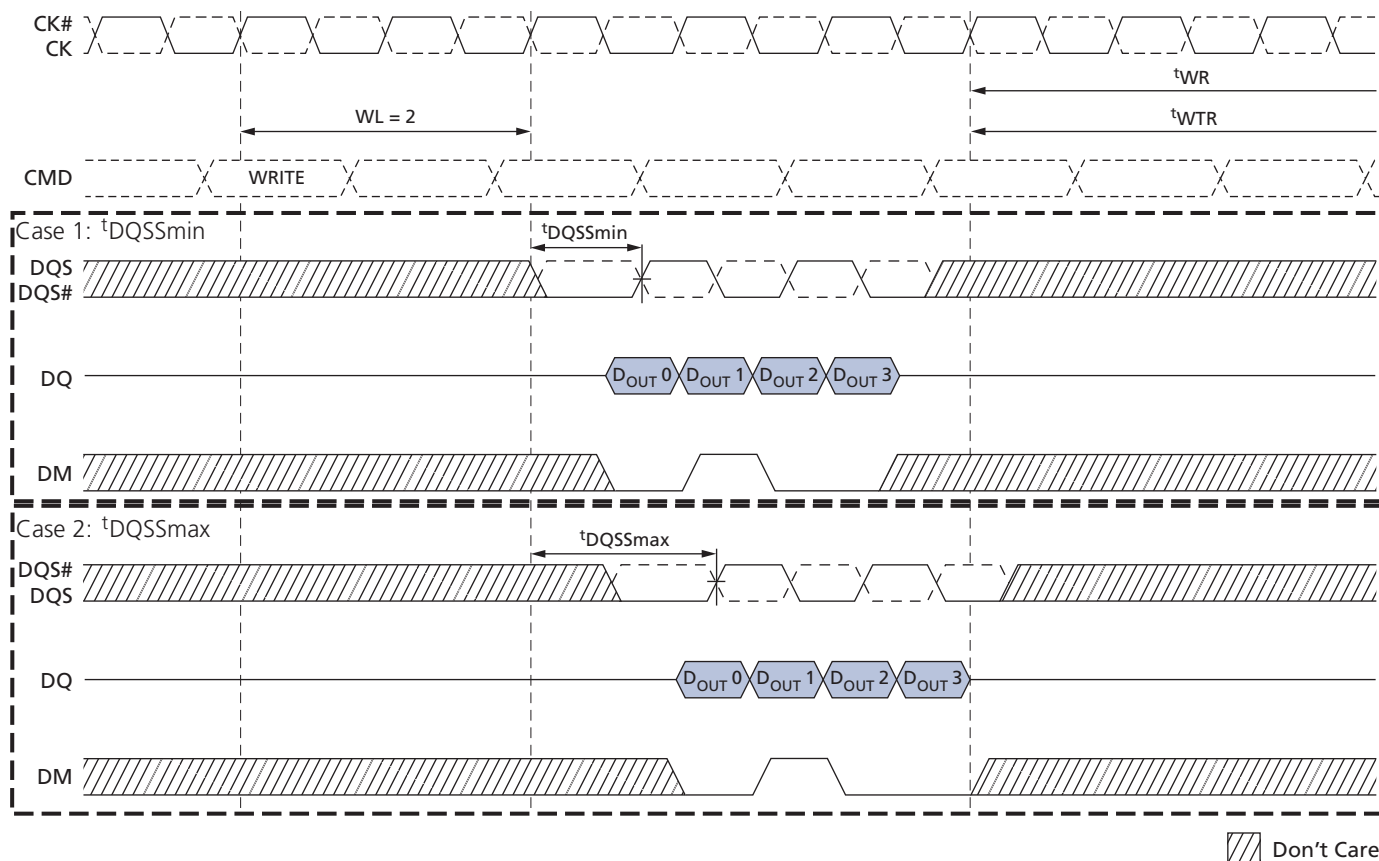 CK#
CK
tWR
WL = 2
tWTR
CMD
WRITE
Case 1: tDQSSmin
tDQSSmin
DQS
DQS#
DQ
DOUT 0 DOUT 1 DOUT 2 DOUT 3
DM
Case 2: tDQSSmax
tDQSSmax
DQS#
DQS
DQ
DOUT 0 DOUT 1 DOUT 2 DOUT 3
DM
Don't Care